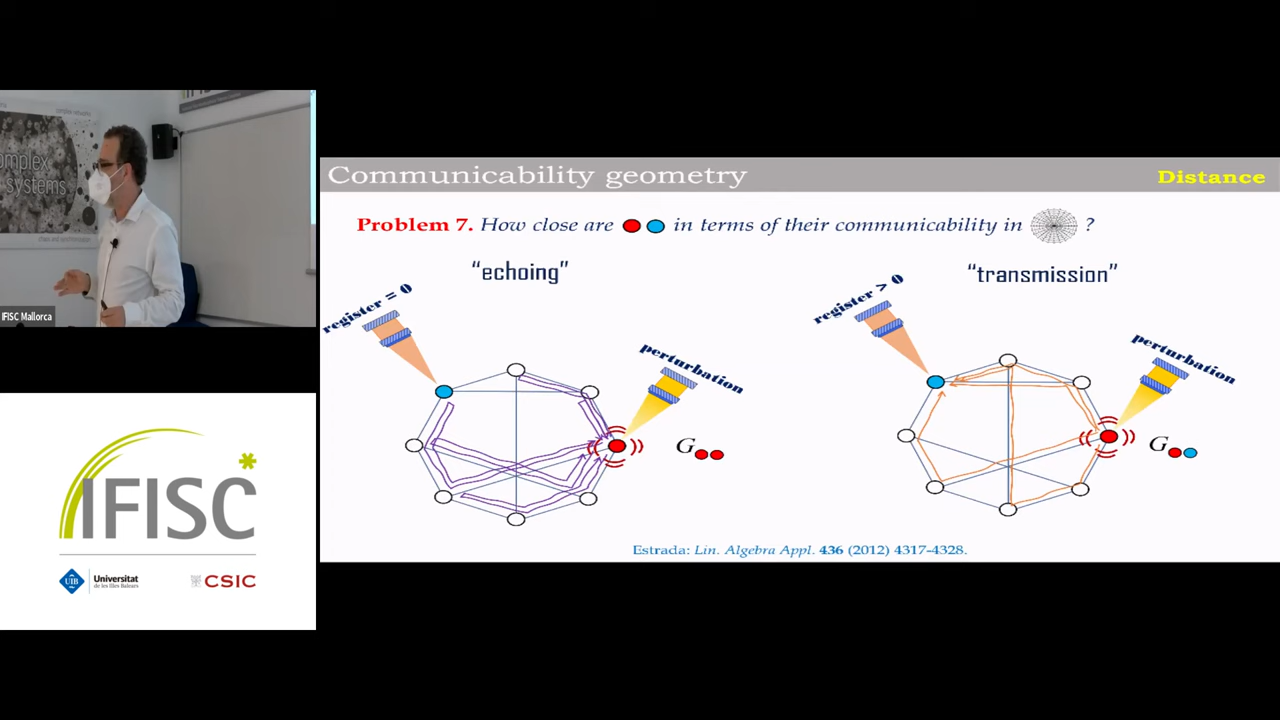 omplex
systems
IFISC Mallorca
IFISC
UIB
Universitat
de les Illes Balears
CSIC
Communicability geometry
Distance
Problem 7. How close are in terms of their communicability in ?
"echoing"
register = 0
perturbation
G
"transmission"
register > 0
perturbation
G
Estrada: Lin. Algebra Appl. 436 (2012) 4317-4328.